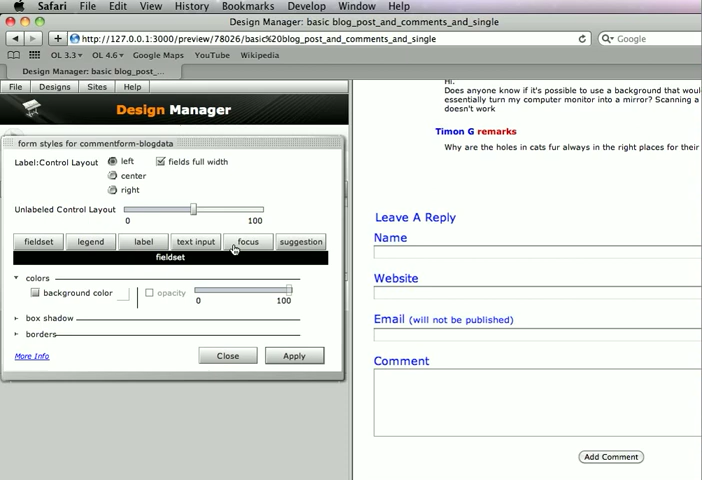 Safari File Edit View History Bookmarks Develop Window Help
Design Manager: basic blog_post_and_comments_and_single
http://127.0.0.1:3000/preview/78026/basic%20blog_post_and_comments_and_single
Google
OL 3.3 OL 4.6 Google Maps YouTube Wikipedia
Design Manager: basic blog_post_...
File Designs Sites Help
Design Manager
form styles for commentform-blogdata
Label:Control Layout left fields full width
center
right
Unlabeled Control Layout
0 100
fieldset legend label text input focus suggestion
fieldset
colors
background color opacity
0 100
box shadow
borders
More Info Close Apply
Hi.
Does anyone know if it's possible to use a background that woul
essentially turn my computer monitor into a mirror? Scanning a
doesn't work
Timon G remarks
Why are the holes in cats fur always in the right places for their
Leave A Reply
Name
Website
Email (will not be published)
Comment
Add Comment